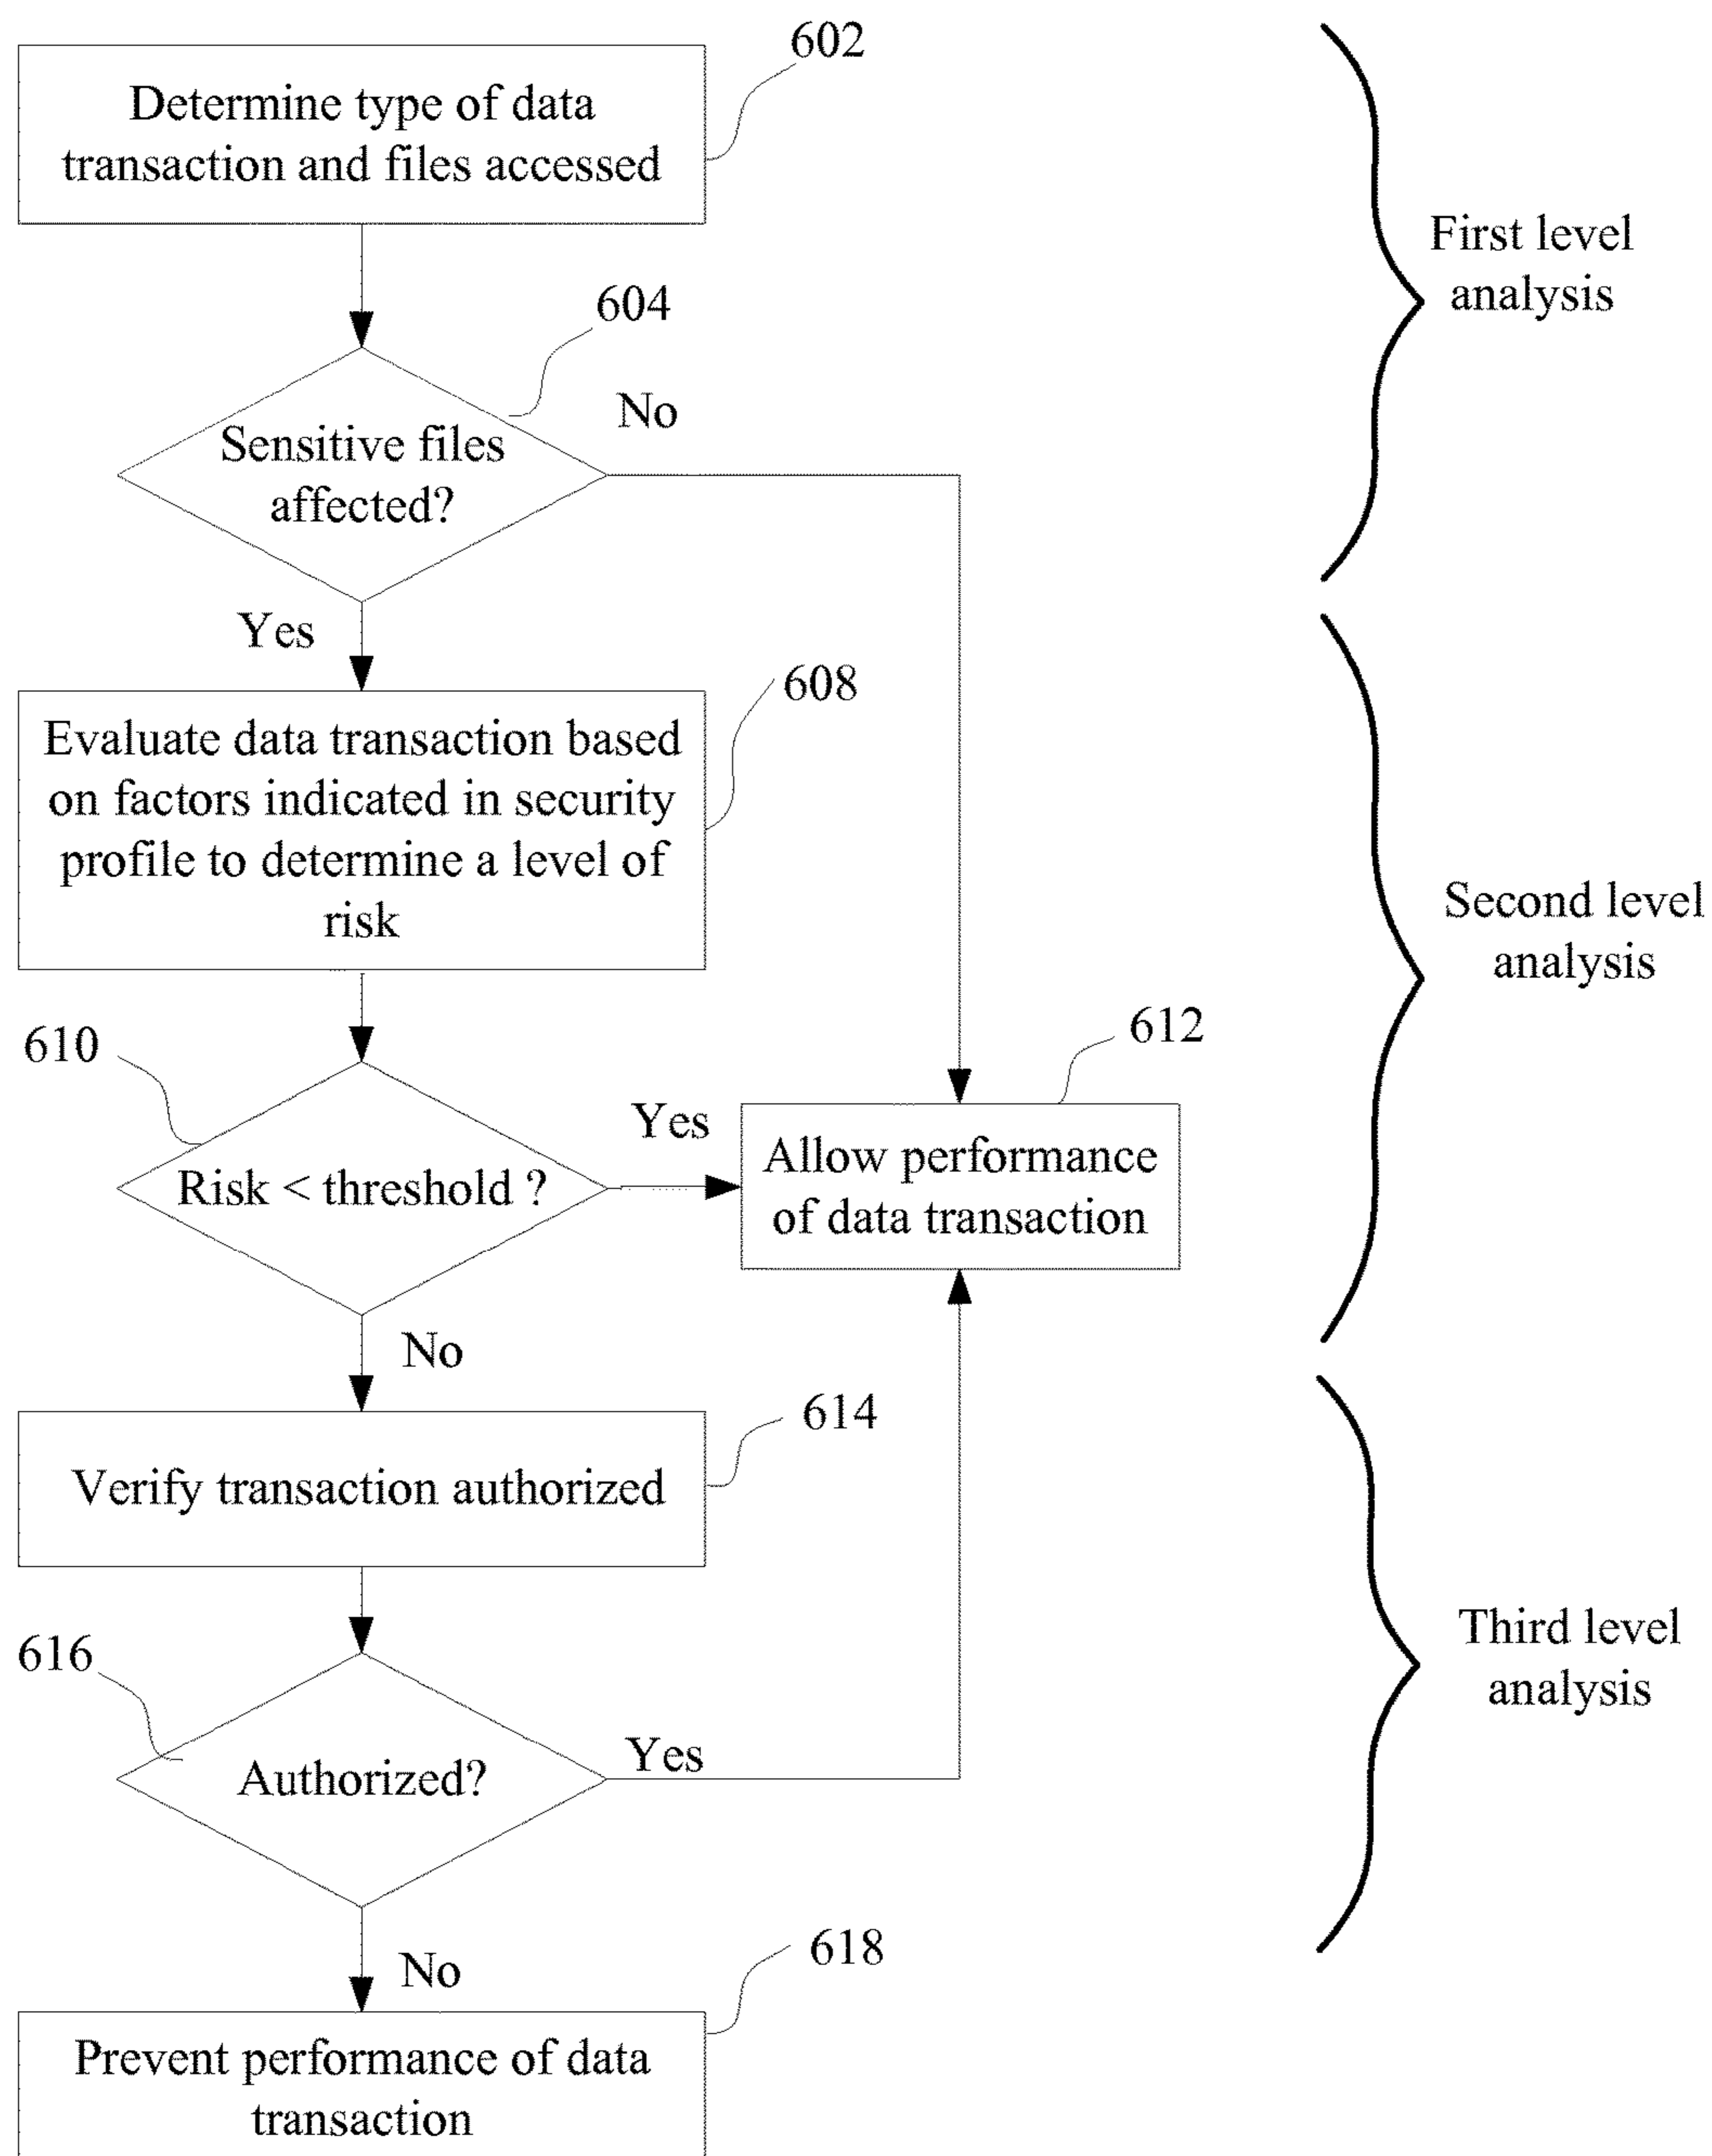 602
Determine type of data
transaction and files accessed
First level
analysis
604
No
Sensitive files
affected?
Yes
608
Evaluate data transaction based
on factors indicated in security
profile to determine a level of
risk
Second level
analysis
610
612
Yes
Risk < threshold ?
Allow performance
of data transaction
No
614
Verify transaction authorized
Third level
analysis
616
Yes
Authorized?
No
618
Prevent performance of data
transaction